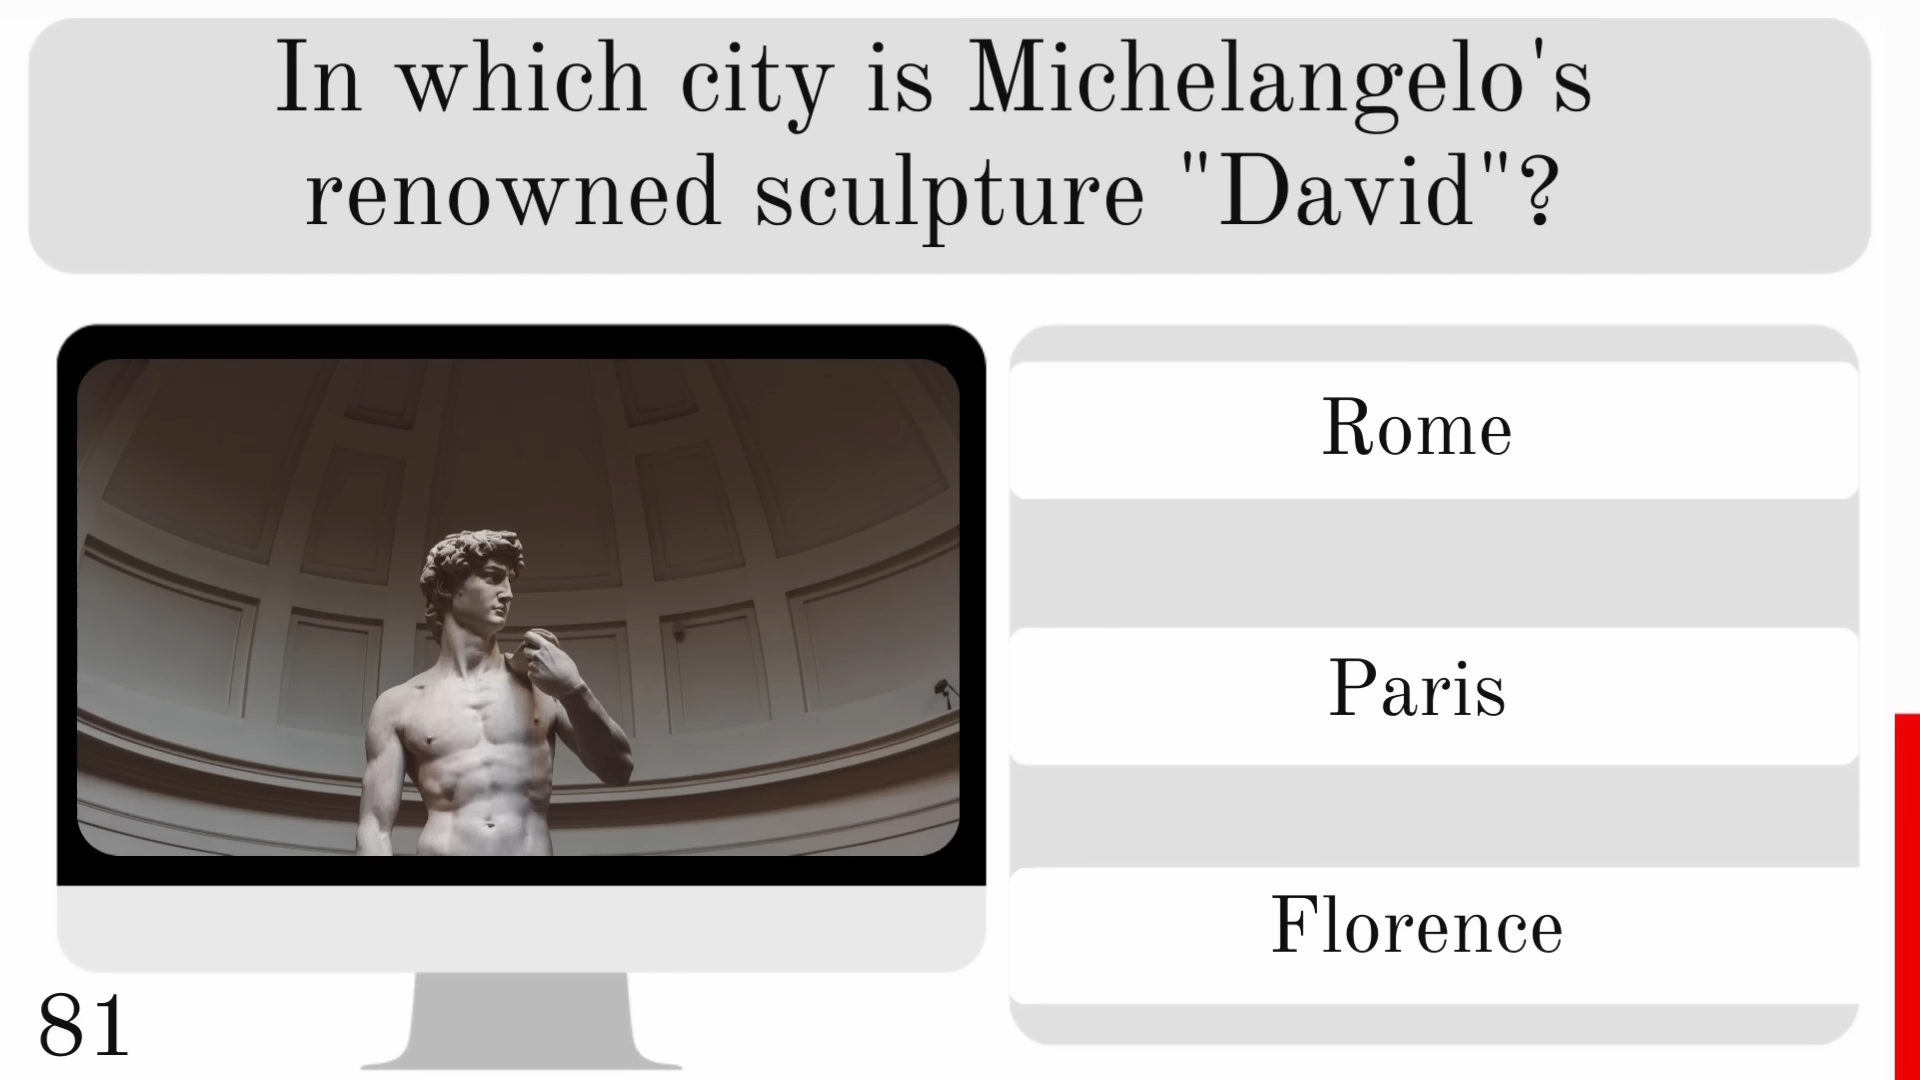 In which city is Michelangelo's
renowned sculpture "David"?
Rome
Paris
Florence
81